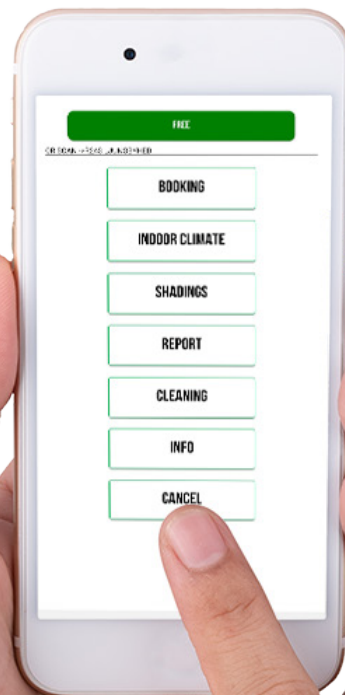 FREE
BOOKING
INDOOR CLIMATE
SHADINGS
REPORT
CLEANING
INFO
CANCEL